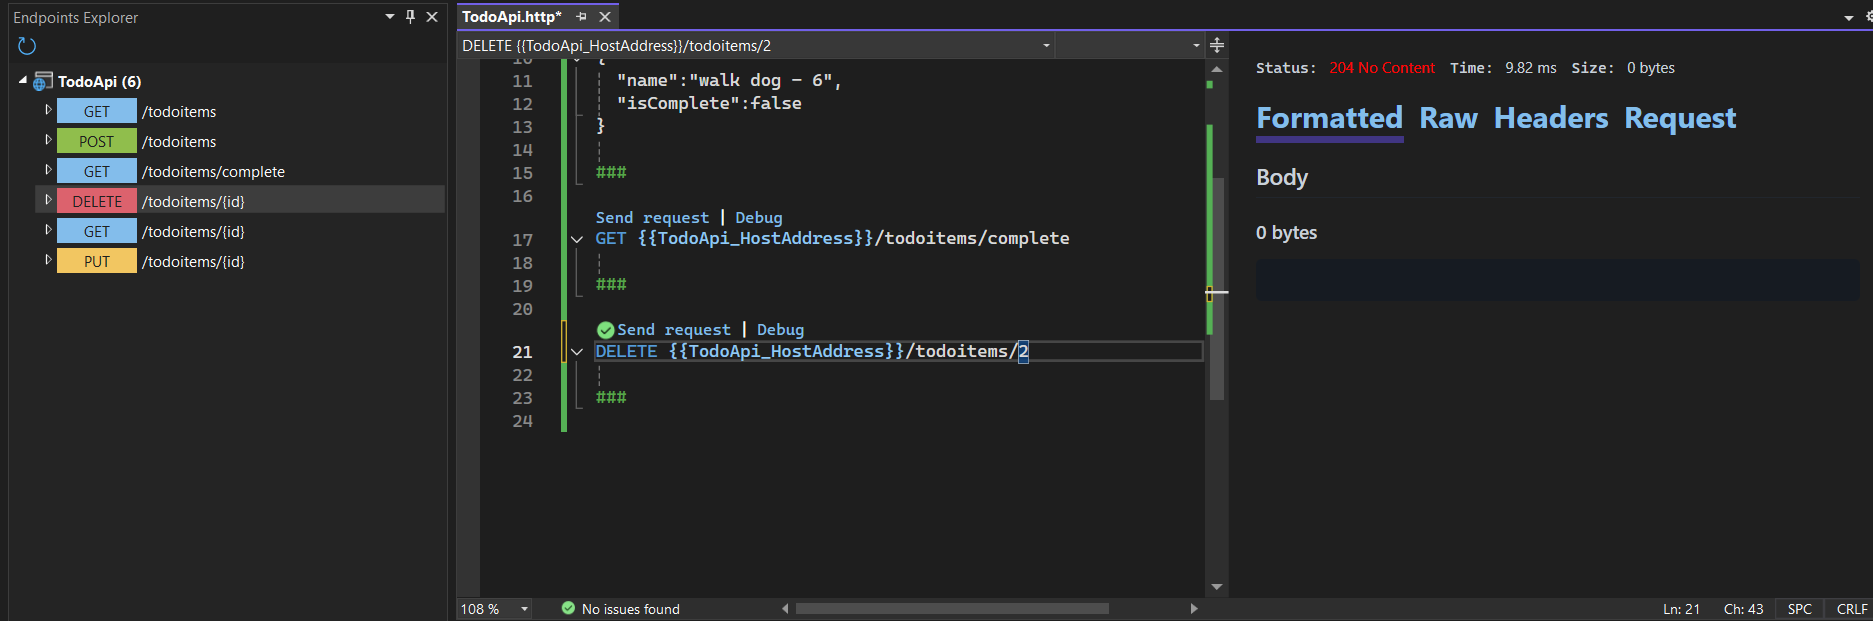 Endpoints Explorer
TodoApi (6)
GET /todoitems
POST /todoitems
GET /todoitems/complete
DELETE /todoitems/{id}
GET /todoitems/{id}
PUT /todoitems/{id}
TodoApi.http*
DELETE {{TodoApi_HostAddress}}/todoitems/2
11 "name":"walk dog - 6",
12 "isComplete":false
13 }
14
15 ###
16
Send request | Debug
17 GET {{TodoApi_HostAddress}}/todoitems/complete
18
19 ###
20
Send request | Debug
21 DELETE {{TodoApi_HostAddress}}/todoitems/2
22
23 ###
24
108 % No issues found
Status: 204 No Content Time: 9.82 ms Size: 0 bytes
Formatted Raw Headers Request
Body
0 bytes
Ln: 21 Ch: 43 SPC CRLF